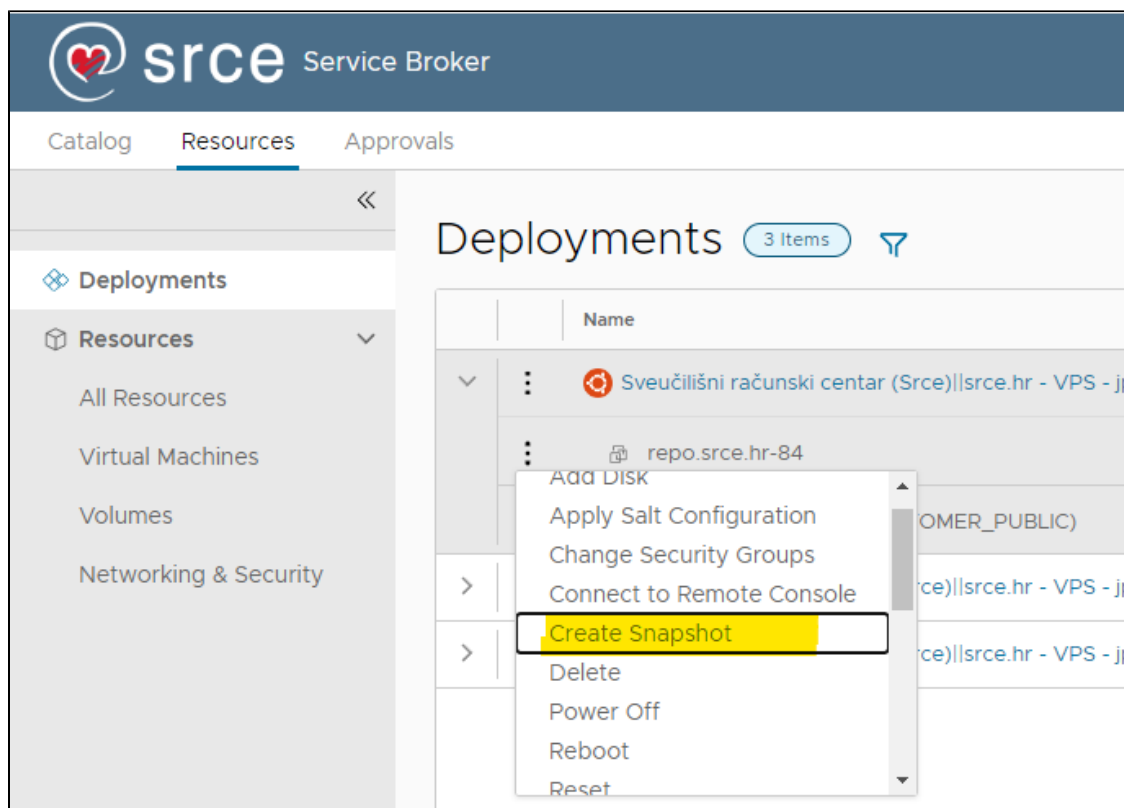 srce Service Broker
Catalog Resources Approvals
Deployments 3 Items
Deployments
Resources
All Resources
Virtual Machines
Volumes
Networking & Security
Name
Sveučilišni računski centar (Srce)||srce.hr - VPS - j
repo.srce.hr-84
Add Disk
Apply Salt Configuration
Change Security Groups
Connect to Remote Console
Create Snapshot
Delete
Power Off
Reboot
Reset
OMER_PUBLIC)
ce)||srce.hr - VPS - j
ce)||srce.hr - VPS - j